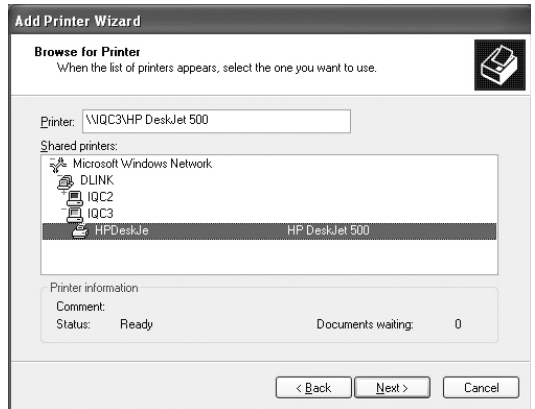 Add Printer Wizard
Browse for Printer
When the list of printers appears, select the one you want to use.
Printer: \\IQC3\HP DeskJet 500
Shared printers:
Microsoft Windows Network
DLINK
IQC2
IQC3
HPDeskJe HP DeskJet 500
Printer information
Comment:
Status: Ready Documents waiting: 0
< Back Next > Cancel